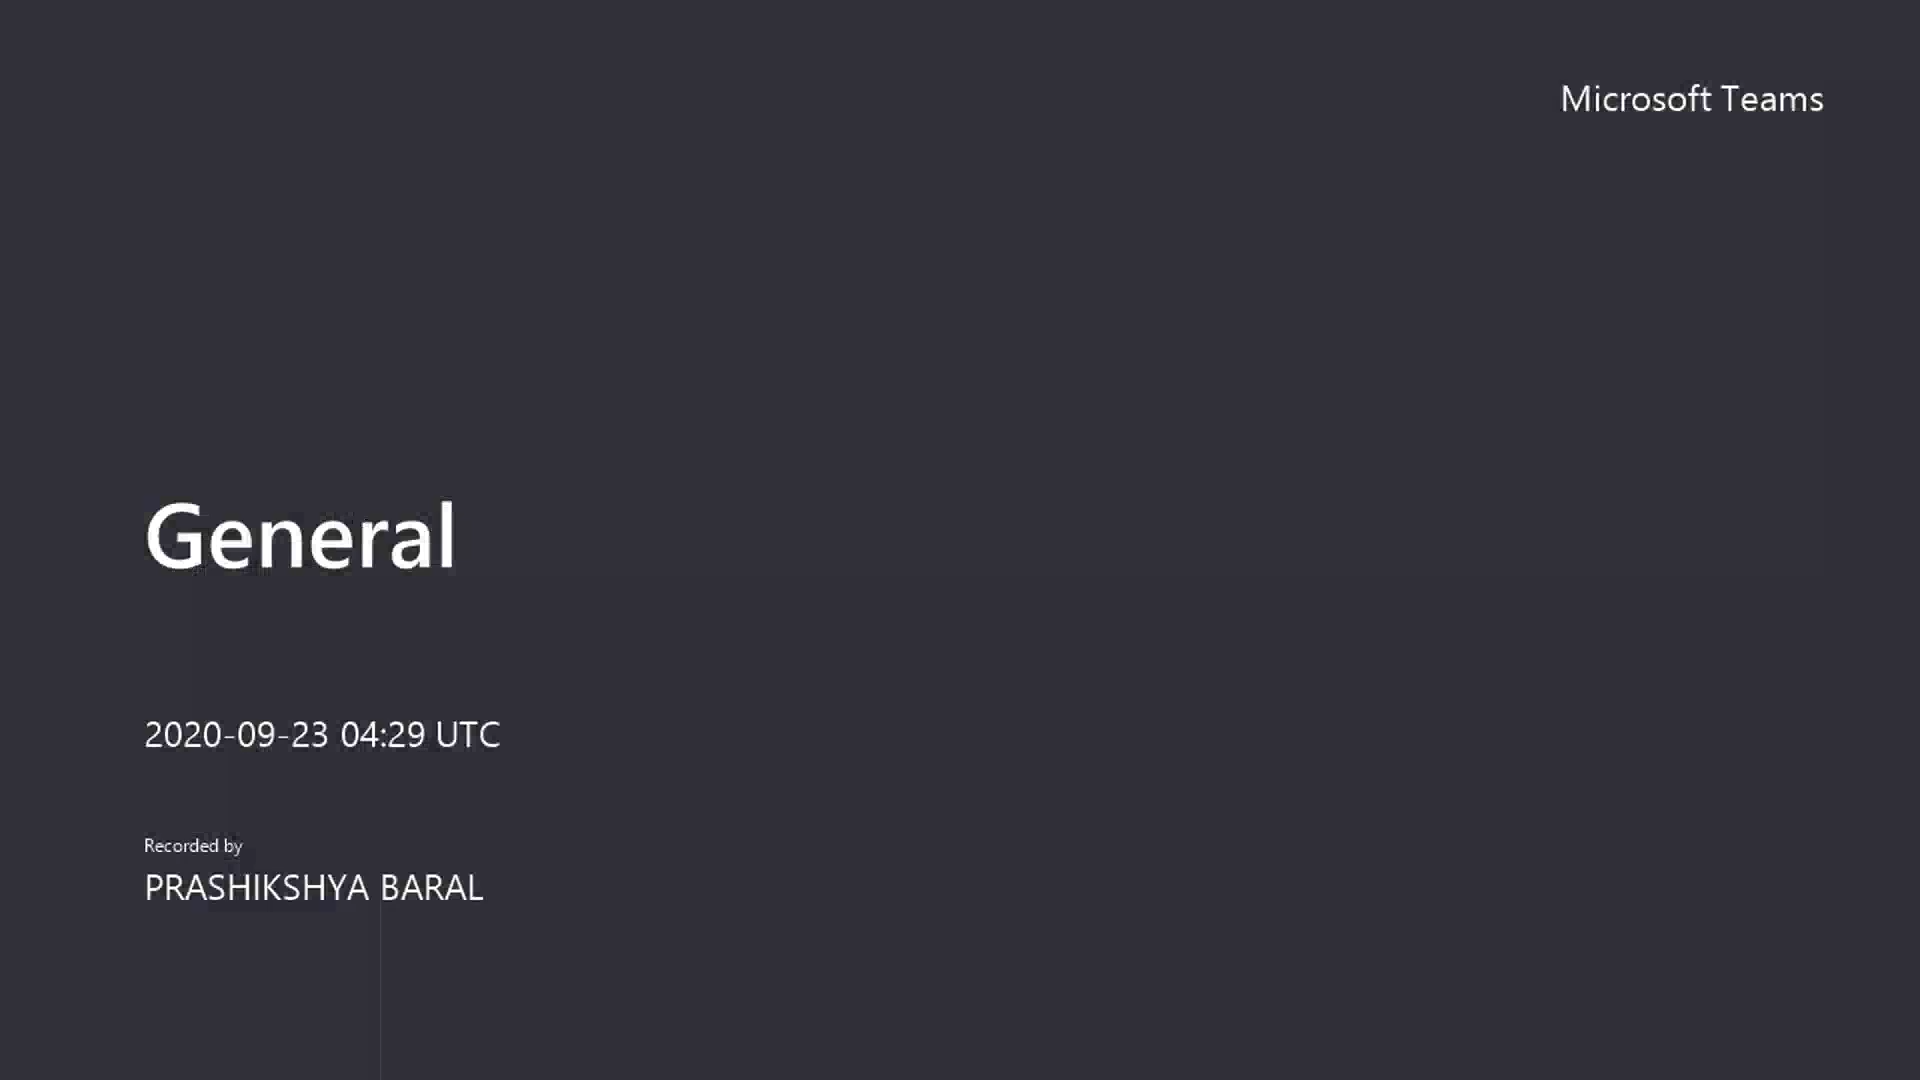 Microsoft Teams
General
2020-09-23 04:29 UTC
Recorded by
PRASHIKSHYA BARAL